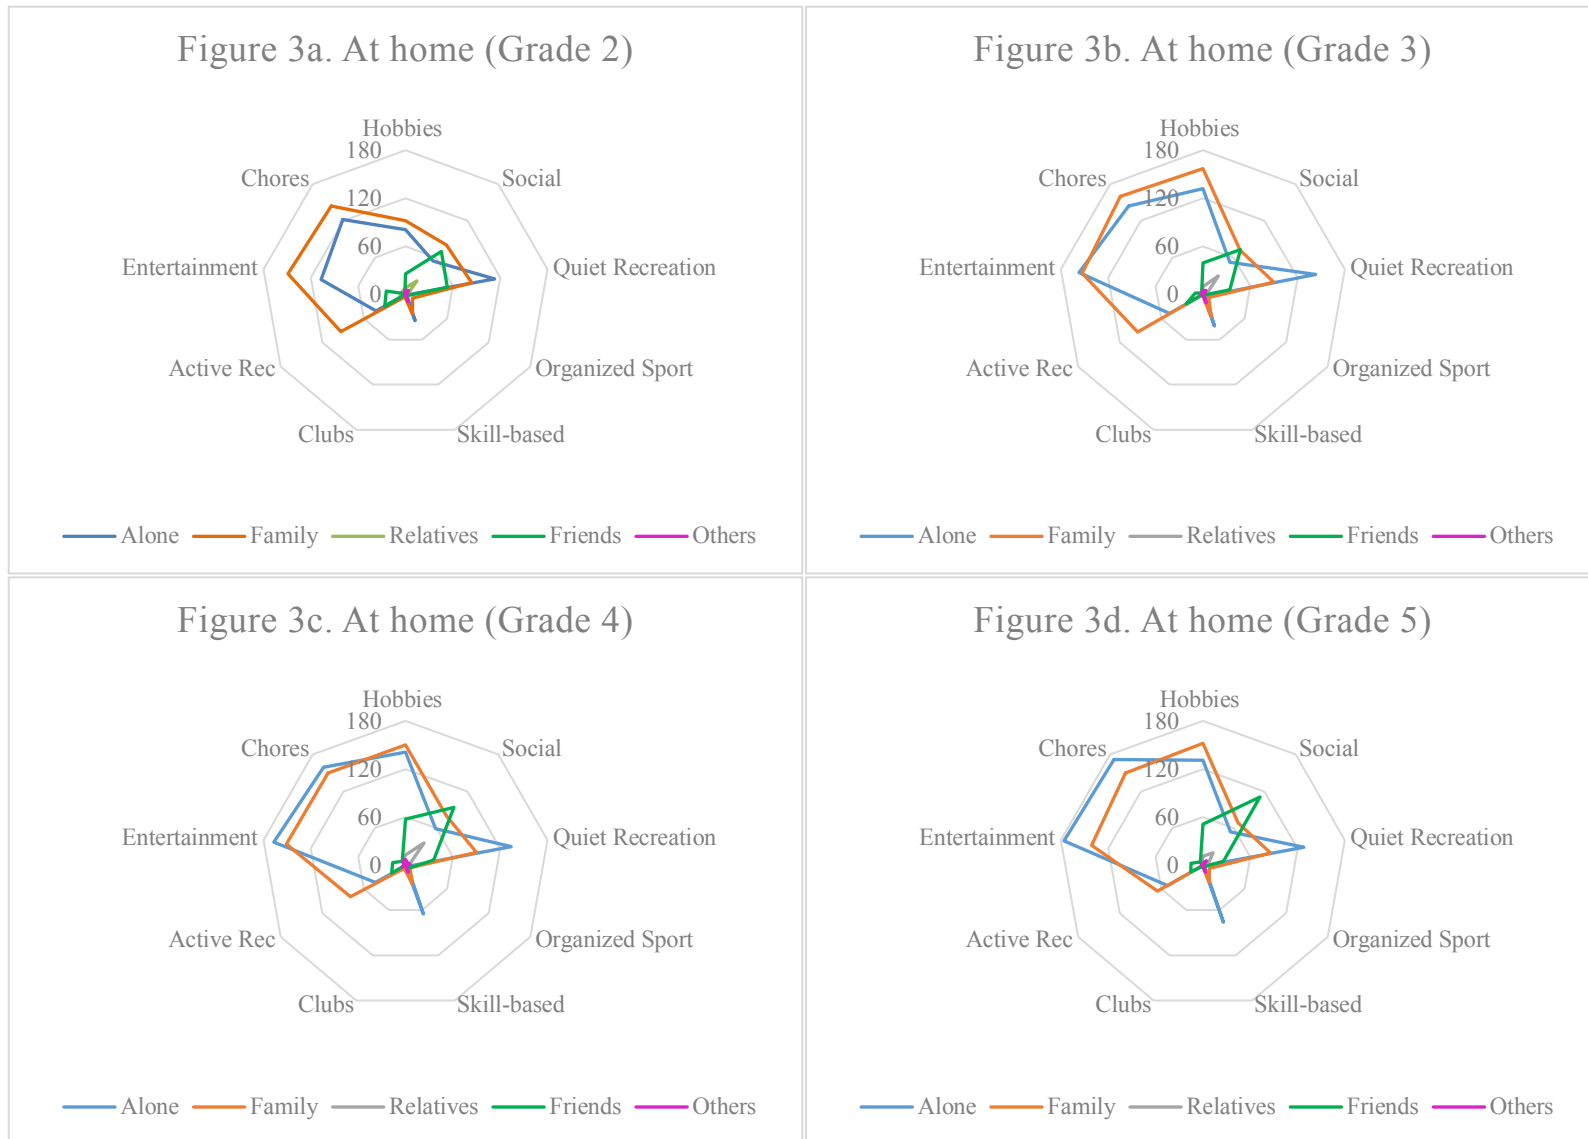 Figure 3a. At home (Grade 2)
Hobbies
180
Chores
Social
120
60
Entertainment
Quiet Recreation
0
Active Rec
Organized Sport
Clubs
Skill-based
Alone Family Relatives Friends Others
Figure 3b. At home (Grade 3)
Hobbies
180
Chores
Social
120
60
Entertainment
Quiet Recreation
0
Active Rec
Organized Sport
Clubs
Skill-based
Alone Family Relatives Friends Others
Figure 3c. At home (Grade 4)
Hobbies
180
Chores
Social
120
60
Entertainment
Quiet Recreation
0
Active Rec
Organized Sport
Clubs
Skill-based
Alone Family Relatives Friends Others
Figure 3d. At home (Grade 5)
Hobbies
180
Chores
Social
120
60
Entertainment
Quiet Recreation
0
Active Rec
Organized Sport
Clubs
Skill-based
Alone Family Relatives Friends Others